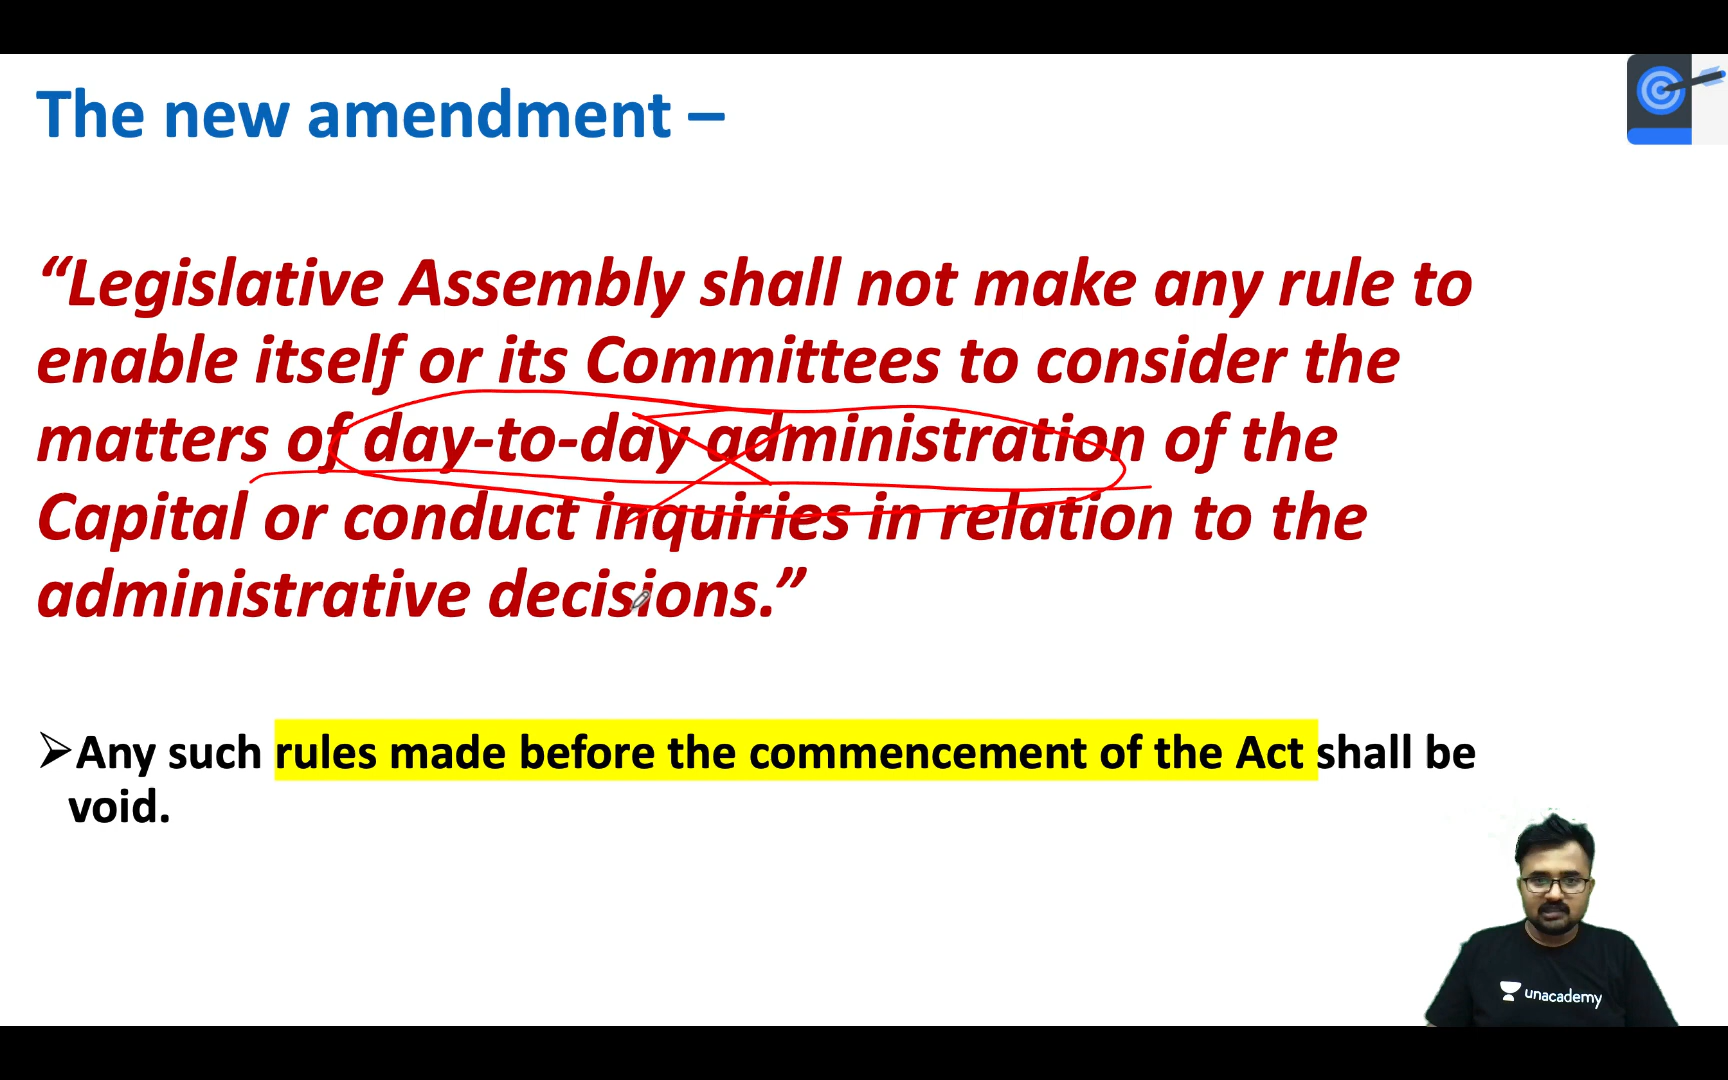 The new amendment –
“Legislative Assembly shall not make any rule to
enable itself or its Committees to consider the
matters of day-to-day administration of the
Capital or conduct inquiries in relation to the
administrative decisions.”
➢Any such rules made before the commencement of the Act shall be
void.
unacademy